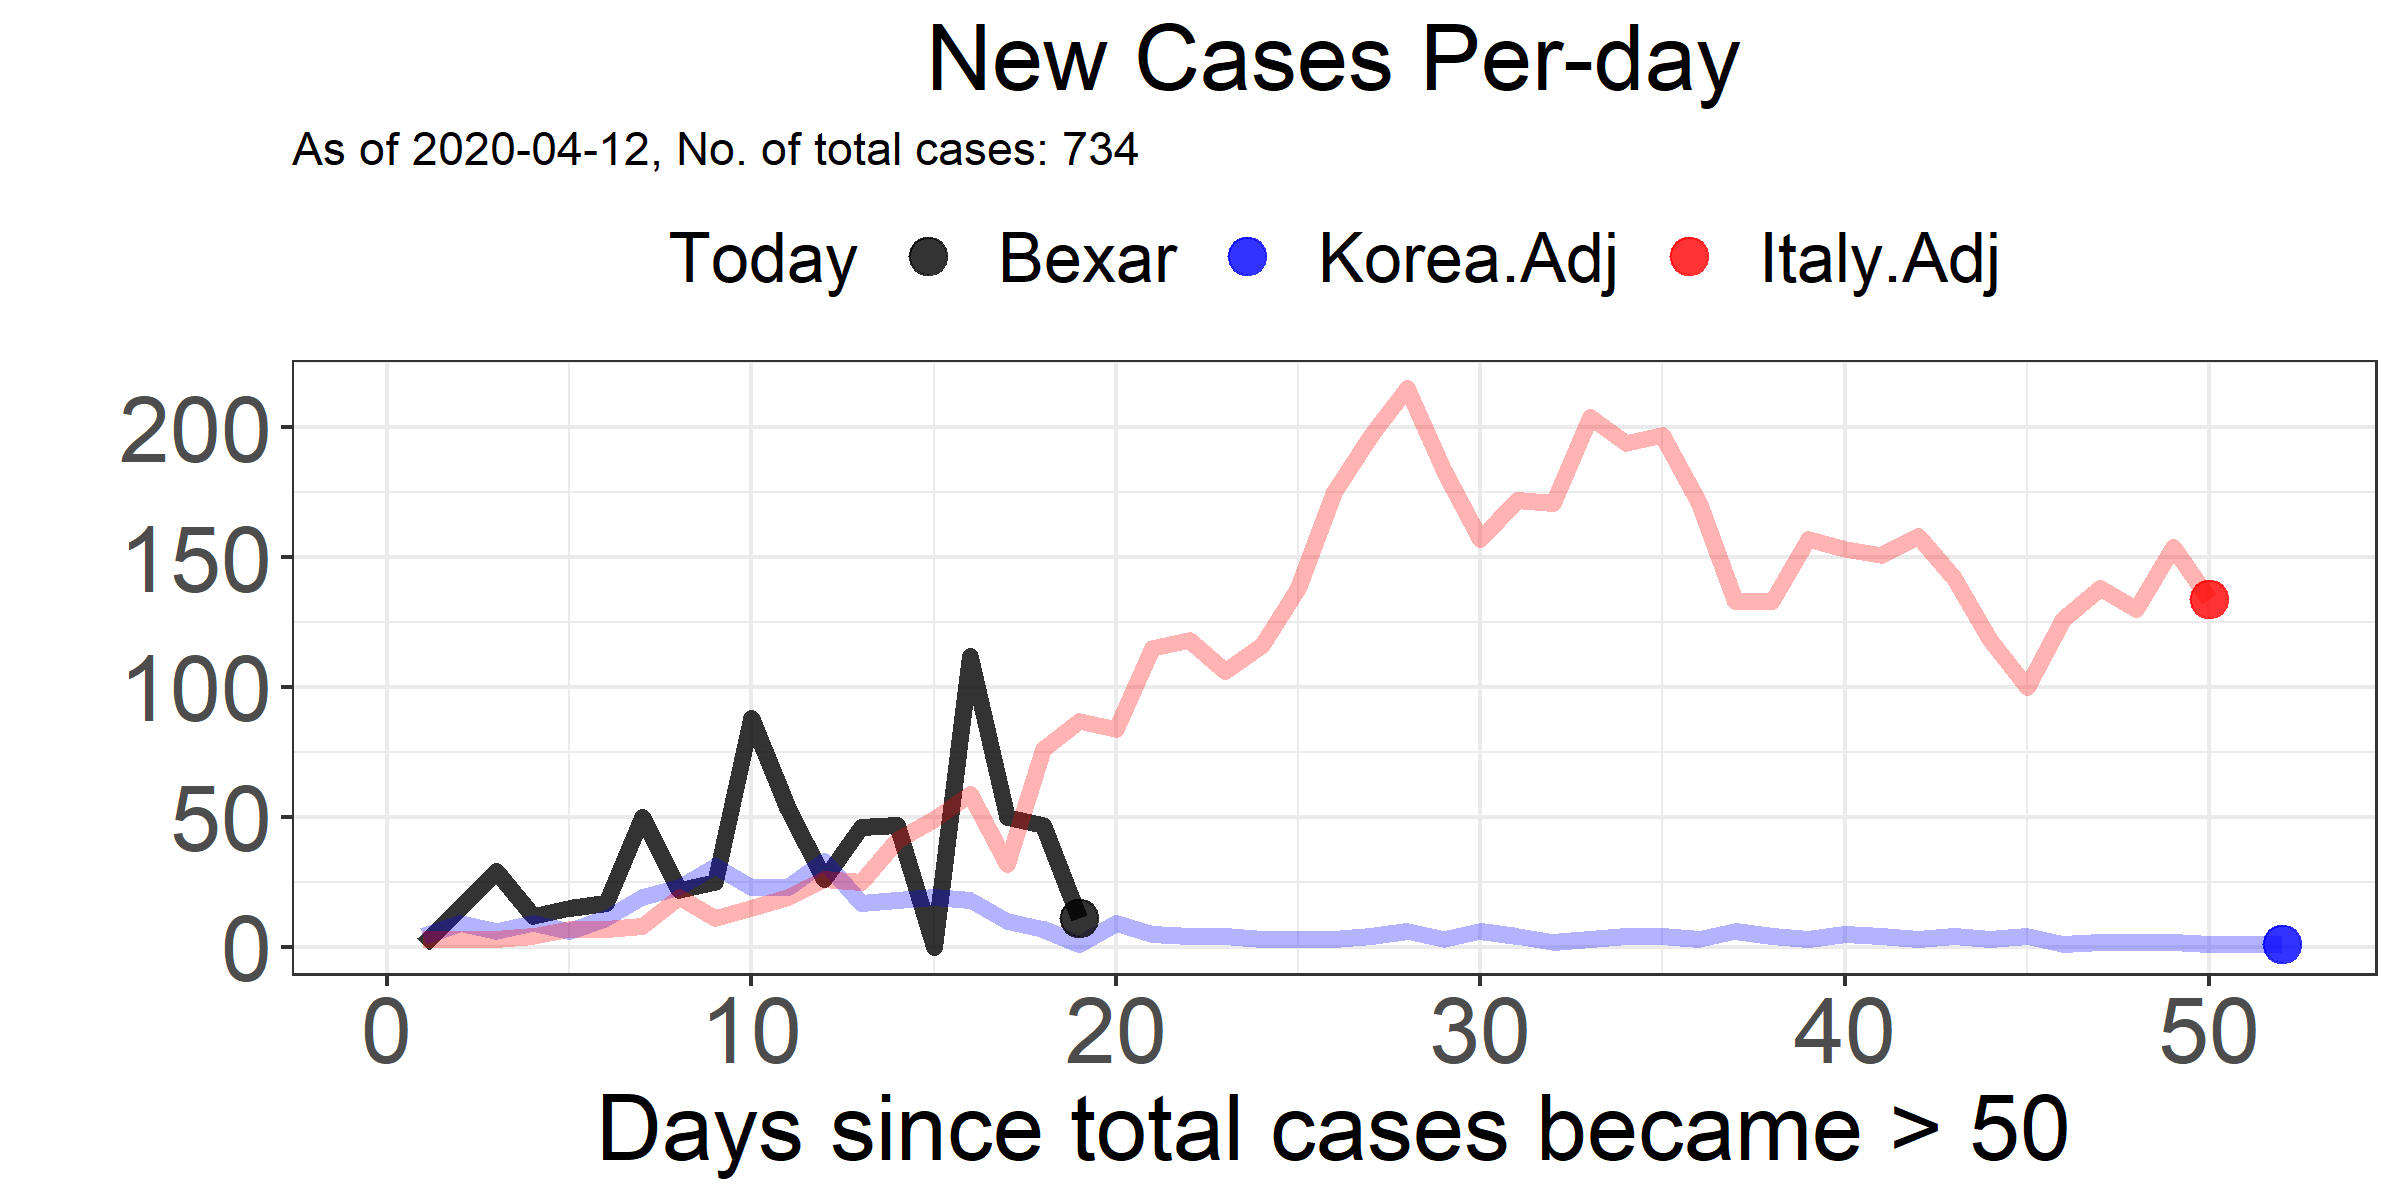 New Cases Per-day
As of 2020-04-12, No. of total cases: 734
Today Bexar Korea.Adj Italy.Adj
200
150
100
50
0
0 10 20 30 40 50
Days since total cases became > 50